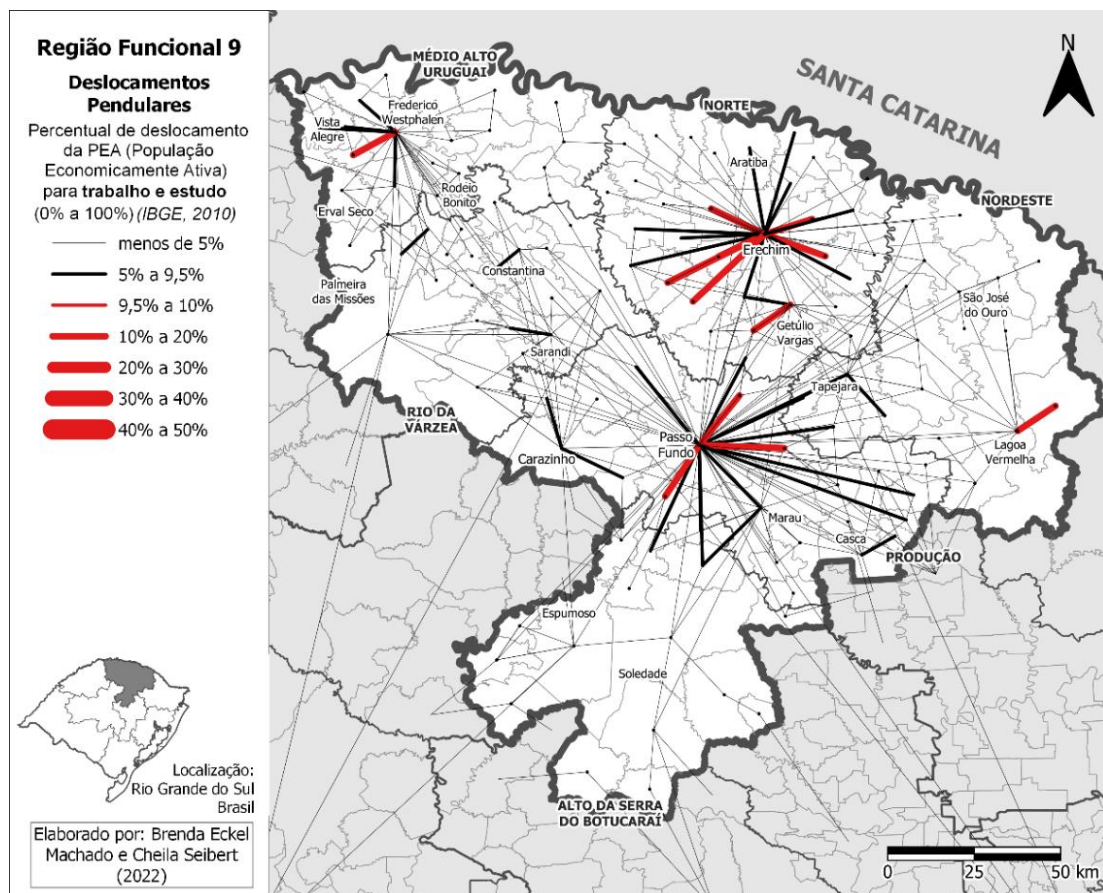 Região Funcional 9
Deslocamentos
Pendulares
Percentual de deslocamento
da PEA (População
Economicamente Ativa)
para trabalho e estudo
(0% a 100%) (IBGE, 2010)
menos de 5%
5% a 9,5%
9,5% a 10%
10% a 20%
20% a 30%
30% a 40%
40% a 50%
Localização:
Rio Grande do Sul
Brasil
Elaborado por: Brenda Eckel
Machado e Cheila Seibert
(2022)
N
SANTA CATARINA
MÉDIO ALTO
URUGUAI
NORTE
Frederico
Westphalen
Vista
Alegre
Aratiba
Rodeio
Bonito
NORDESTE
Erval Seco
Erechim
Constantina
Palmeira
das Missões
São José
do Ouro
Getúlio
Vargas
Sarandi
Tapejara
RIO DA
VÁRZEA
Passo
Fundo
Lagoa
Vermelha
Carazinho
Marau
Casca
PRODUÇÃO
Espumoso
Soledade
ALTO DA SERRA
DO BOTUCARAÍ
0 25 50 km